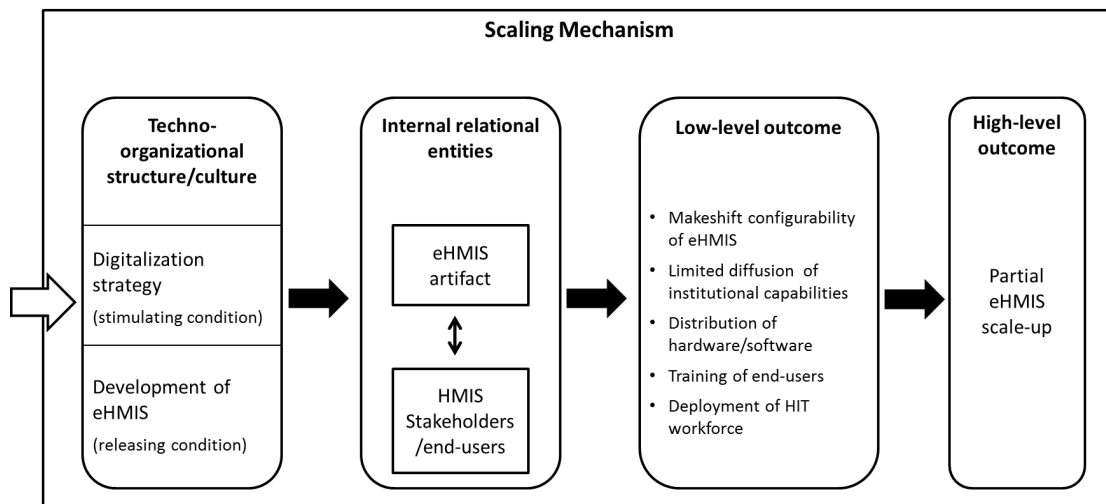 Scaling Mechanism
Techno-
organizational
structure/culture
Digitalization
strategy
(stimulating condition)
Development of
eHMIS
(releasing condition)
Internal relational
entities
eHMIS
artifact
HMIS
Stakeholders
/end-users
Low-level outcome
• Makeshift configurability
of eHMIS
• Limited diffusion of
institutional capabilities
• Distribution of
hardware/software
• Training of end-users
• Deployment of HIT
workforce
High-level
outcome
Partial
eHMIS
scale-up